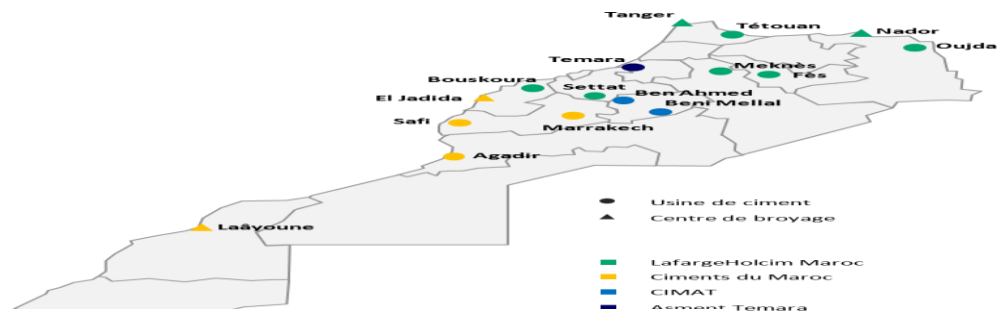 Tanger
Tétouan
Nador
Oujda
Temara
Meknès
Fès
Bouskoura
Settat
Ben Ahmed
El Jadida
Beni Mellal
Safi
Marrakech
Agadir
Laâyoune
Usine de ciment
Centre de broyage
LafargeHolcim Maroc
Ciments du Maroc
CIMAT
Asment Temara